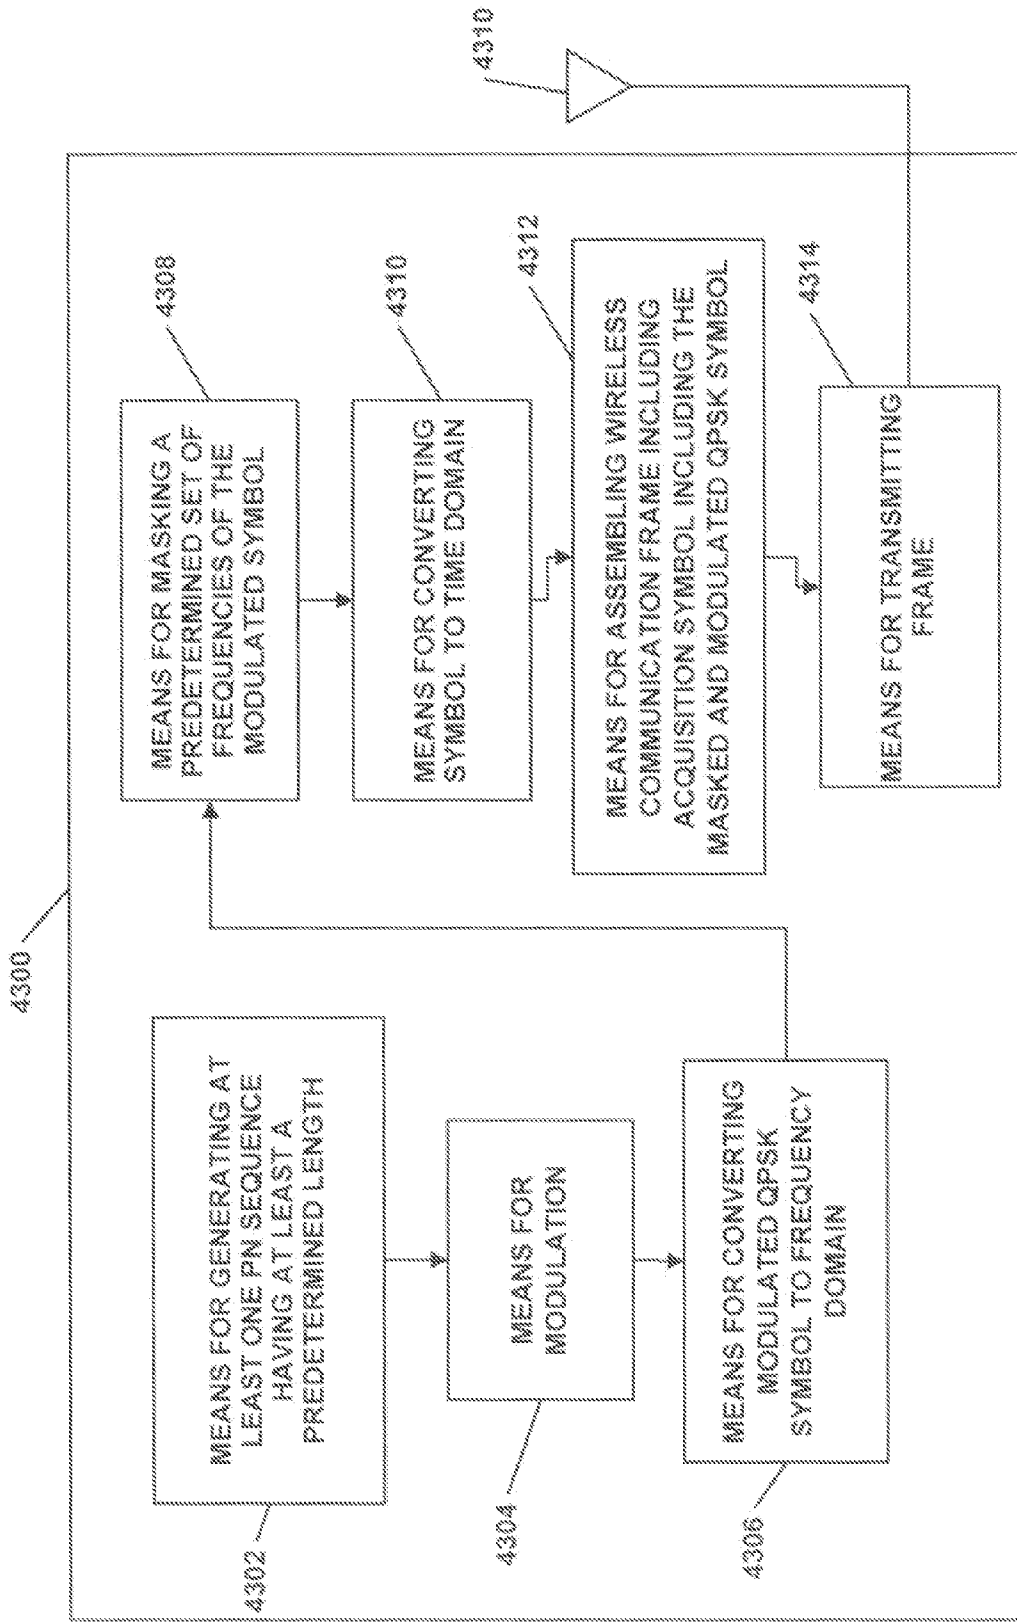 4300
4302
MEANS FOR GENERATING AT
LEAST ONE PN SEQUENCE
HAVING AT LEAST A
PREDETERMINED LENGTH
4304
MEANS FOR
MODULATION
4306
MEANS FOR CONVERTING
MODULATED QPSK
SYMBOL TO FREQUENCY
DOMAIN
4308
MEANS FOR MASKING A
PREDETERMINED SET OF
FREQUENCIES OF THE
MODULATED SYMBOL
4310
MEANS FOR CONVERTING
SYMBOL TO TIME DOMAIN
4312
MEANS FOR ASSEMBLING WIRELESS
COMMUNICATION FRAME INCLUDING
ACQUISITION SYMBOL INCLUDING THE
MASKED AND MODULATED QPSK SYMBOL
4314
MEANS FOR TRANSMITTING
FRAME
4310